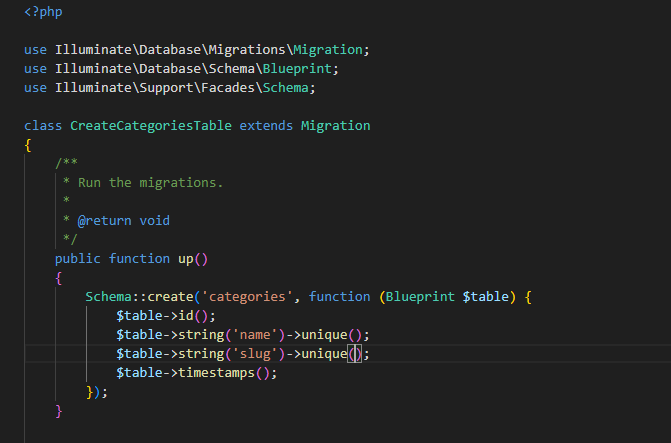 <?php
use Illuminate\Database\Migrations\Migration;
use Illuminate\Database\Schema\Blueprint;
use Illuminate\Support\Facades\Schema;
class CreateCategoriesTable extends Migration
{
/**
* Run the migrations.
*
* @return void
*/
public function up()
{
Schema::create('categories', function (Blueprint $table) {
$table->id();
$table->string('name')->unique();
$table->string('slug')->unique();
$table->timestamps();
});
}